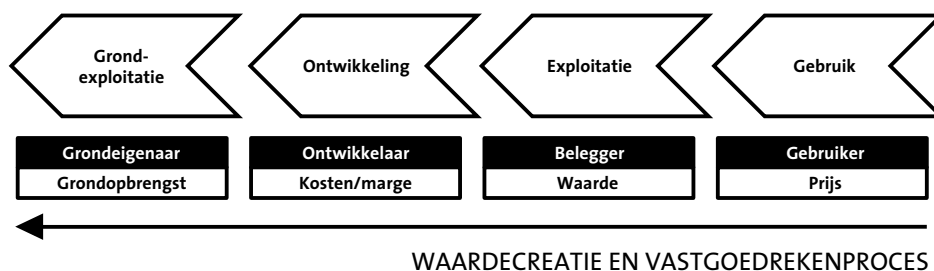 Grond-
exploitatie
Ontwikkeling
Exploitatie
Gebruik
Grondeigenaar
Ontwikkelaar
Belegger
Gebruiker
Grondopbrengst
Kosten/marge
Waarde
Prijs
WAARDECREATIE EN VASTGOEDREKENPROCES